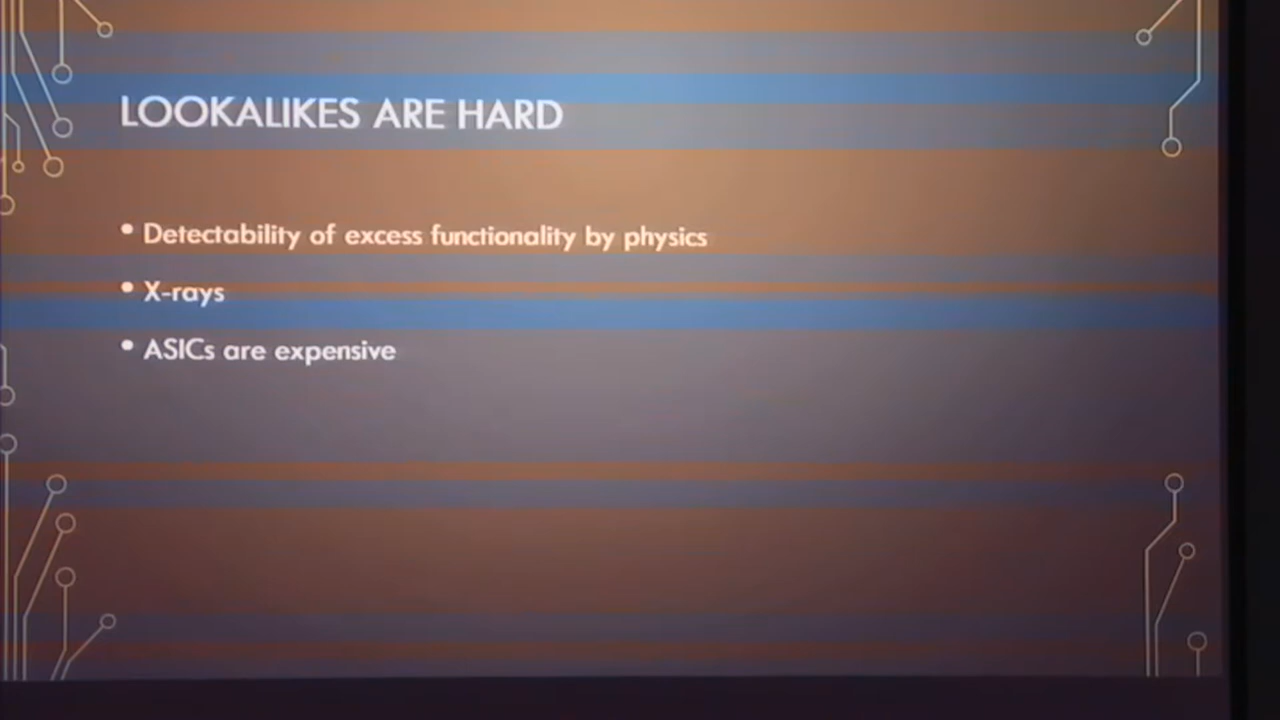 LOOKALIKES ARE HARD
• Detectability of excess functionality by physics
• X-rays
• ASICs are expensive